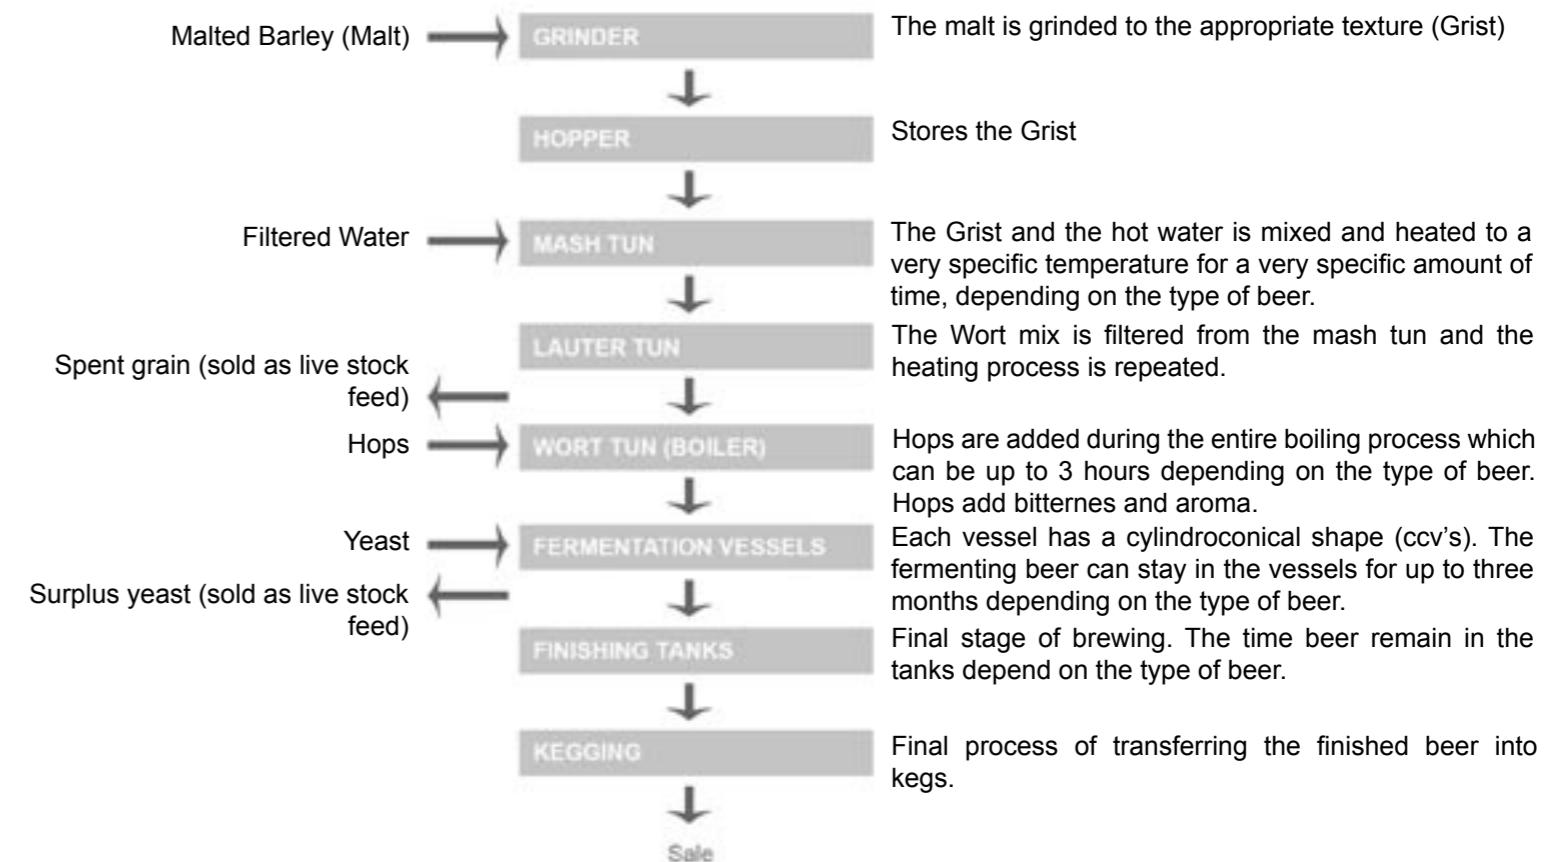 Malted Barley (Malt)
GRINDER
The malt is grinded to the appropriate texture (Grist)
HOPPER
Stores the Grist
Filtered Water
MASH TUN
The Grist and the hot water is mixed and heated to a
very specific temperature for a very specific amount of
time, depending on the type of beer.
LAUTER TUN
The Wort mix is filtered from the mash tun and the
heating process is repeated.
Spent grain (sold as live stock
feed)
Hops
WORT TUN (BOILER)
Hops are added during the entire boiling process which
can be up to 3 hours depending on the type of beer.
Hops add bitternes and aroma.
Yeast
FERMENTATION VESSELS
Each vessel has a cylindroconical shape (ccv’s). The
fermenting beer can stay in the vessels for up to three
months depending on the type of beer.
Surplus yeast (sold as live stock
feed)
FINISHING TANKS
Final stage of brewing. The time beer remain in the
tanks depend on the type of beer.
KEGGING
Final process of transferring the finished beer into
kegs.
Sale